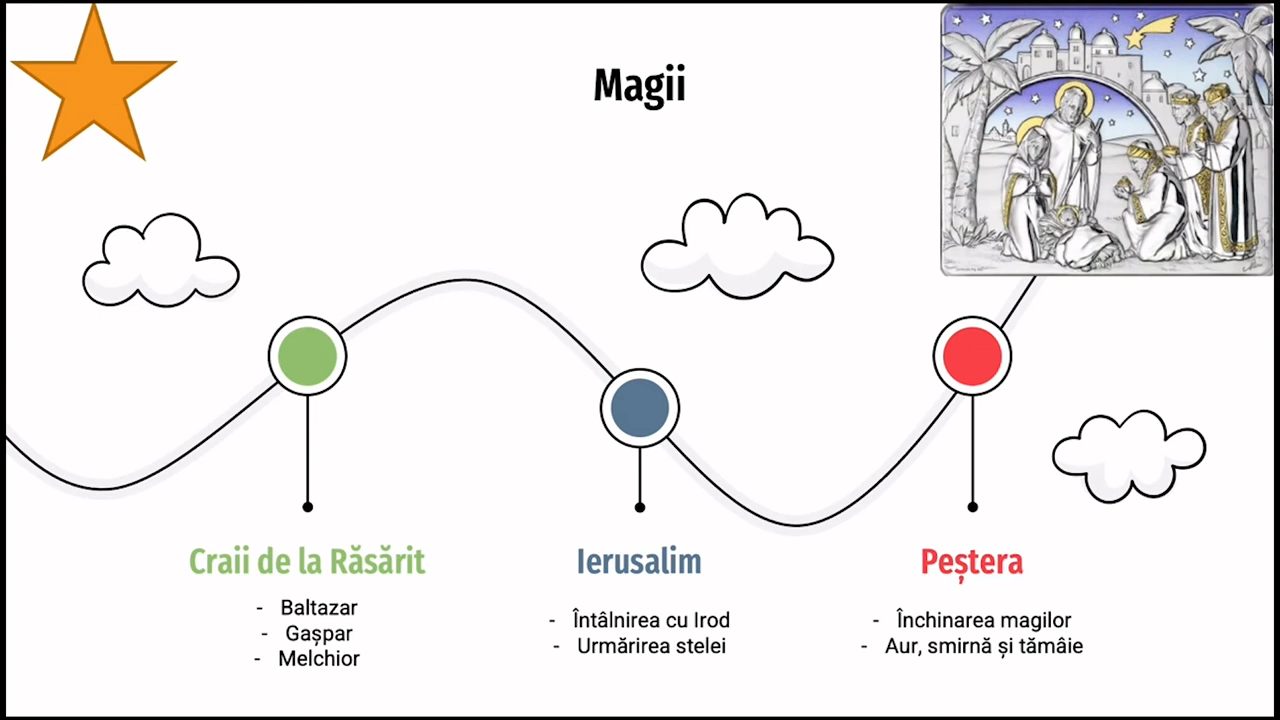 Magii
Craii de la Răsărit
- Baltazar
- Gașpar
- Melchior
Ierusalim
- Întâlnirea cu Irod
- Urmărirea stelei
Peștera
- Închinarea magilor
- Aur, smirnă și tămâie